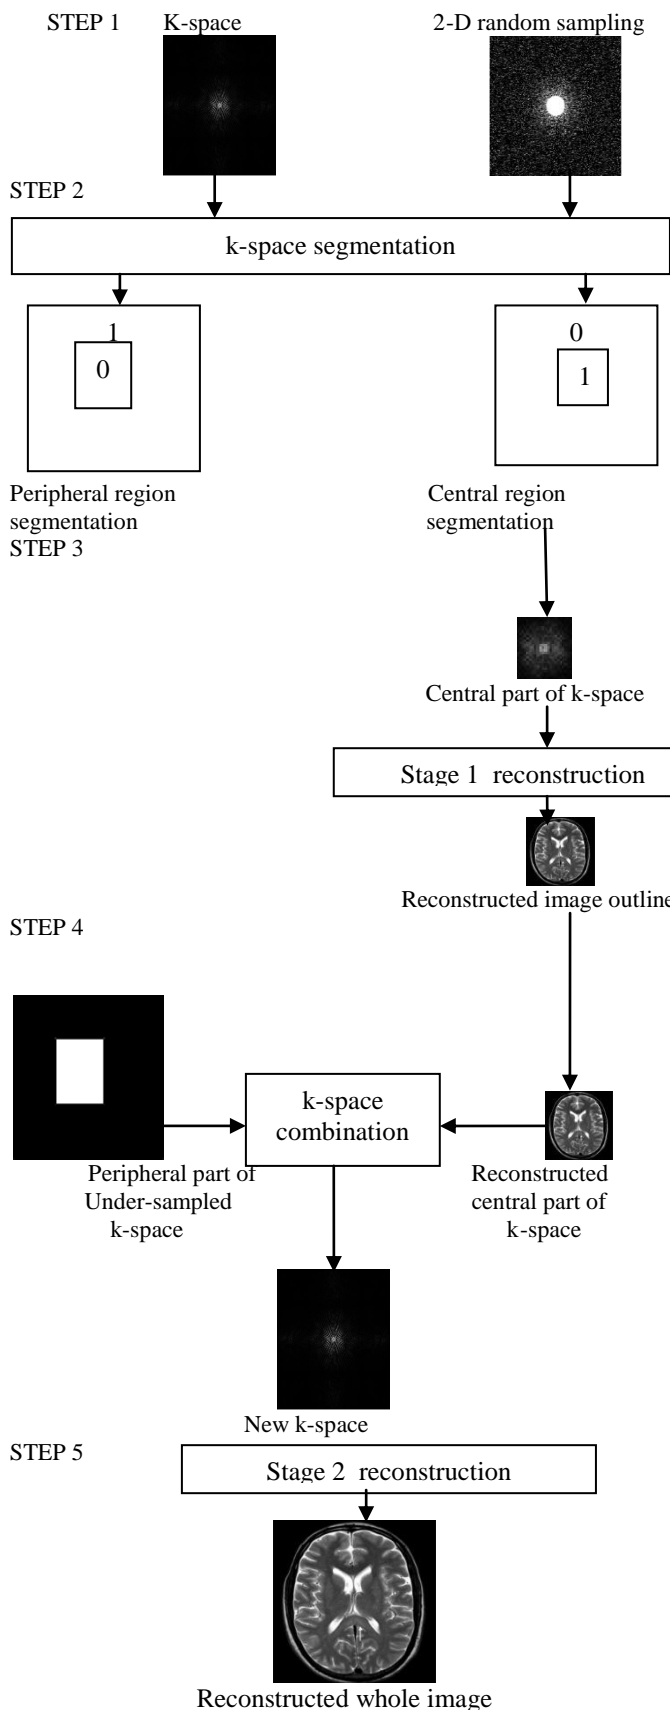 STEP 1
K-space
2-D random sampling
STEP 2
k-space segmentation
1
0
0
1
Peripheral region
segmentation
Central region
segmentation
STEP 3
Central part of k-space
Stage 1 reconstruction
Reconstructed image outline
STEP 4
k-space
combination
Peripheral part of
Under-sampled
k-space
Reconstructed
central part of
k-space
New k-space
STEP 5
Stage 2 reconstruction
Reconstructed whole image